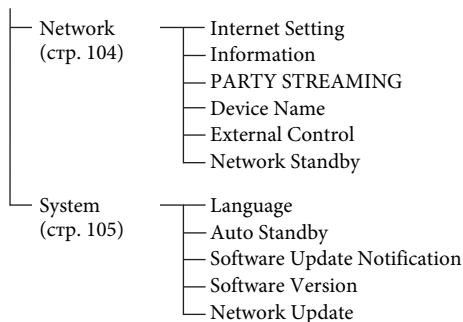 Network
(стр. 104)
Internet Setting
Information
PARTY STREAMING
Device Name
External Control
Network Standby
System
(стр. 105)
Language
Auto Standby
Software Update Notification
Software Version
Network Update